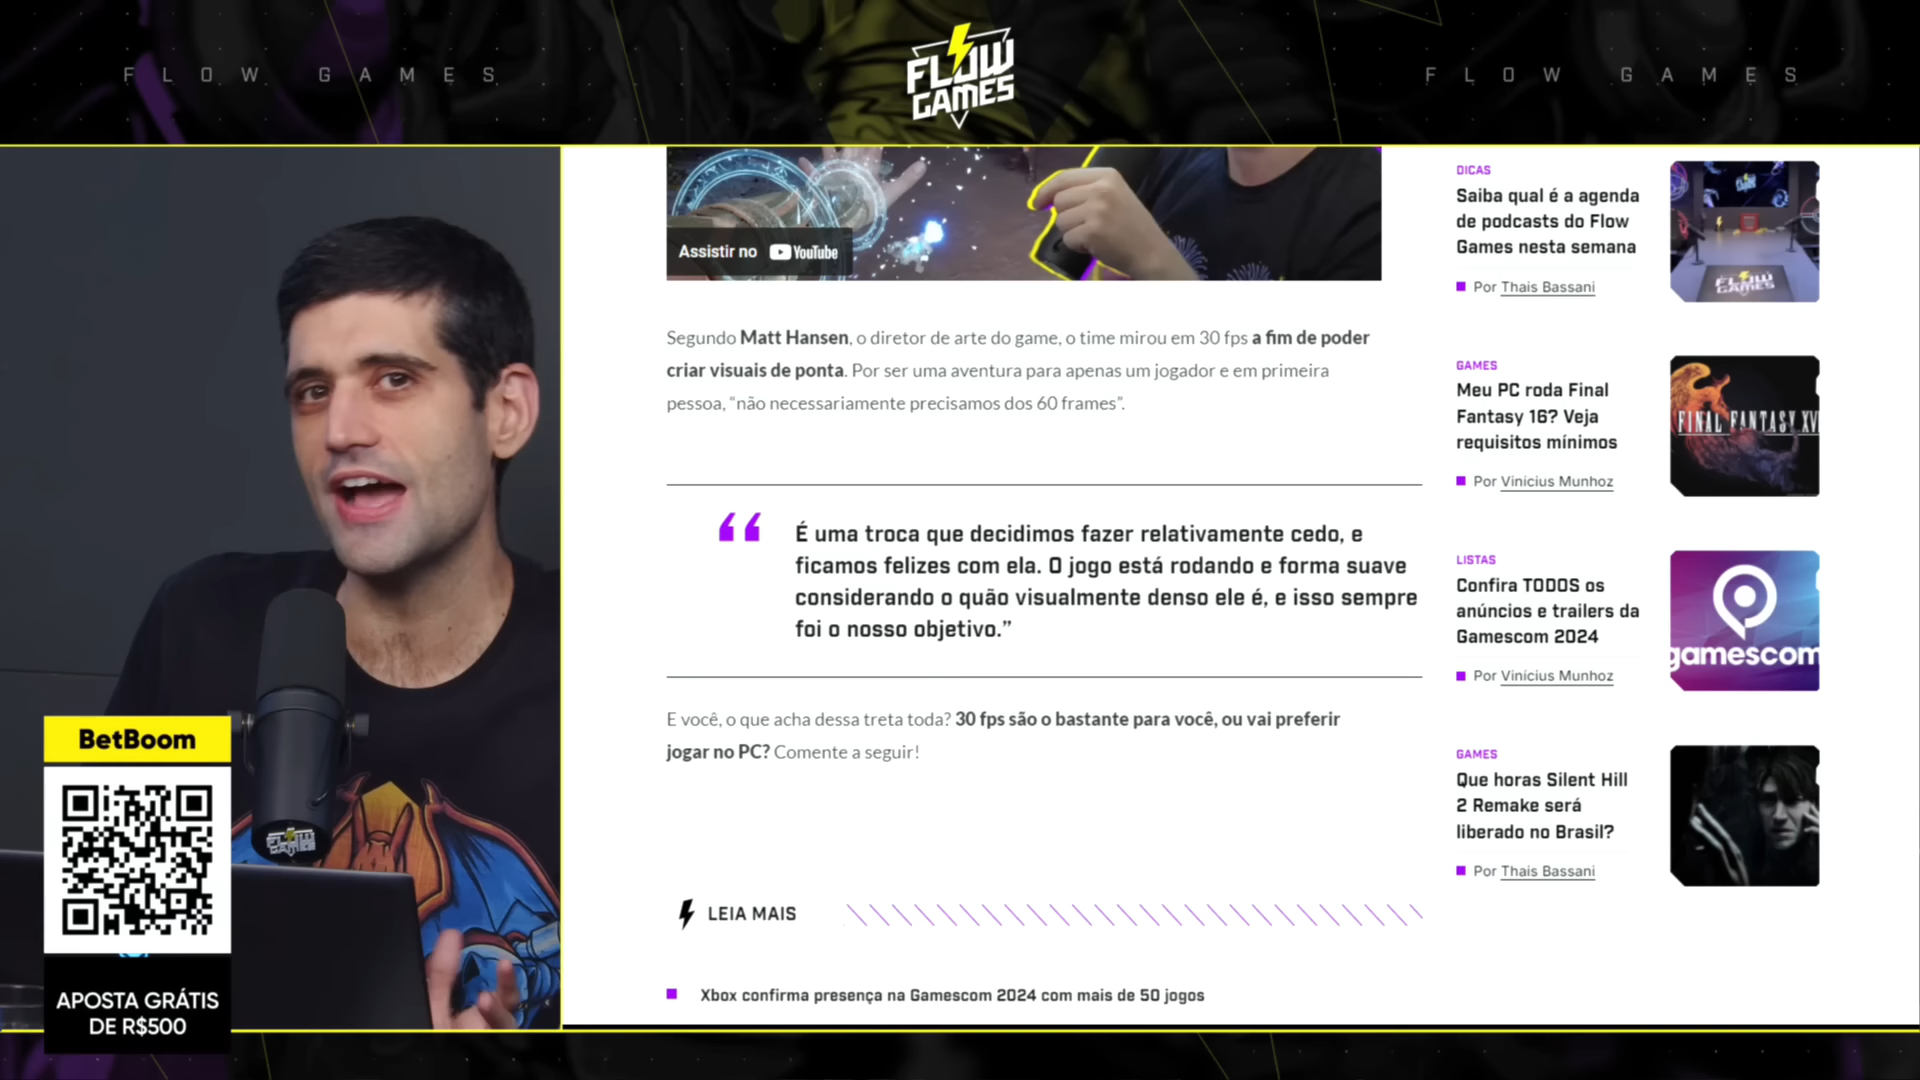 FLOW GAMES
FLOW GAMES
FLOW GAMES
Assistir no YouTube
Segundo Matt Hansen, o diretor de arte do game, o time mirou em 30 fps a fim de poder
criar visuais de ponta. Por ser uma aventura para apenas um jogador e em primeira
pessoa, “não necessariamente precisamos dos 60 frames”.
“
É uma troca que decidimos fazer relativamente cedo, e
ficamos felizes com ela. O jogo está rodando e forma suave
considerando o quão visualmente denso ele é, e isso sempre
foi o nosso objetivo.”
E você, o que acha dessa treta toda? 30 fps são o bastante para você, ou vai preferir
jogar no PC? Comente a seguir!
LEIA MAIS
Xbox confirma presença na Gamescom 2024 com mais de 50 jogos
DICAS
Saiba qual é a agenda
de podcasts do Flow
Games nesta semana
Por Thais Bassani
FLOW
GAMES
GAMES
Meu PC roda Final
Fantasy 16? Veja
requisitos mínimos
Por Vinicius Munhoz
FINAL FANTASY XVI
LISTAS
Confira TODOS os
anúncios e trailers da
Gamescom 2024
Por Vinicius Munhoz
gamescom
GAMES
Que horas Silent Hill
2 Remake será
liberado no Brasil?
Por Thais Bassani
FLOW
GAMES
BetBoom
APOSTA GRÁTIS
DE R$500